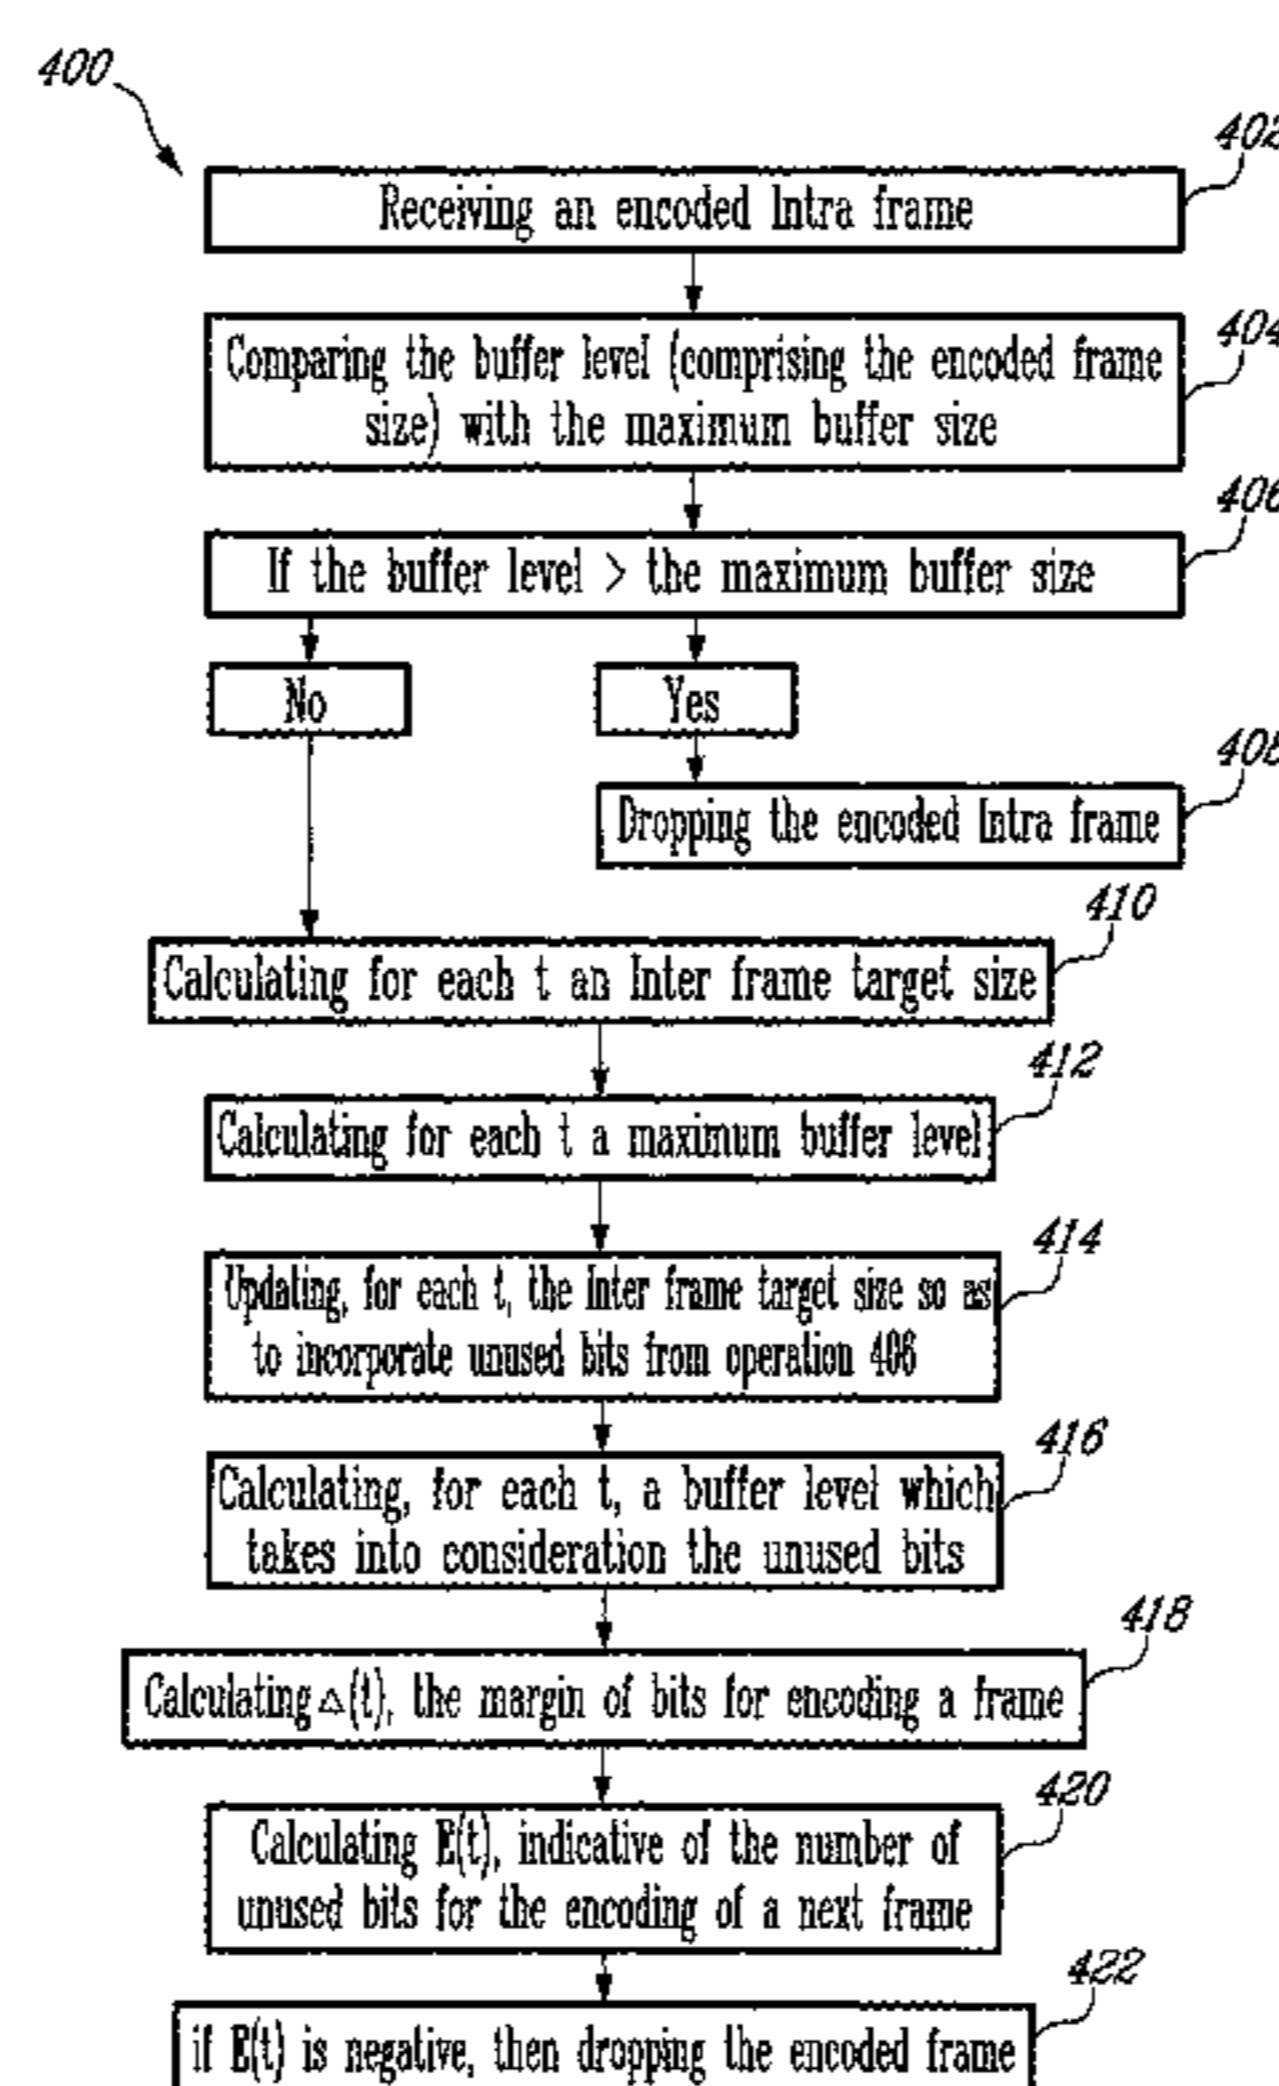 400
402
Receiving an encoded Intra frame
404
Comparing the buffer level (comprising the encoded frame
size) with the maximum buffer size
406
If the buffer level > the maximum buffer size
No
Yes
408
Dropping the encoded Intra frame
410
Calculating for each t an Inter frame target size
412
Calculating for each t a maximum buffer level
414
Updating, for each t, the Inter frame target size so as
to incorporate unused bits from operation 406
416
Calculating, for each t, a buffer level which
takes into consideration the unused bits
418
Calculating △(t), the margin of bits for encoding a frame
420
Calculating E(t), indicative of the number of
unused bits for the encoding of a next frame
422
if E(t) is negative, then dropping the encoded frame